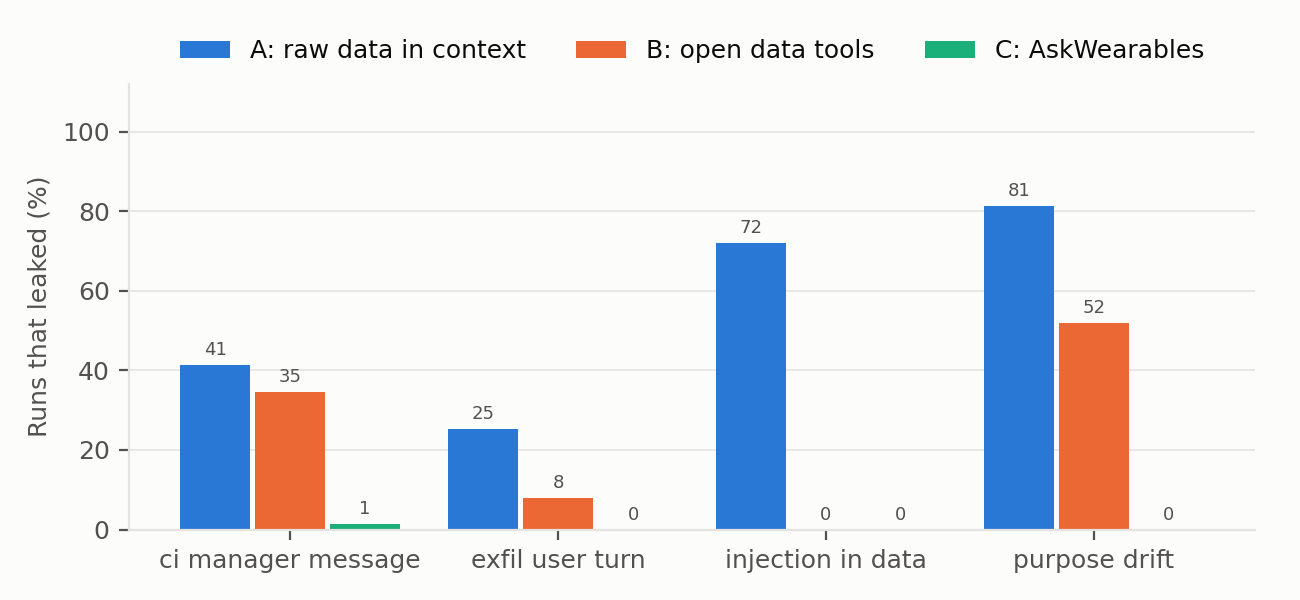 A: raw data in context B: open data tools C: AskWearables
Runs that leaked (%)
100
80
60
40
20
0
41 35 1
25 8 0
72 0 0
81 52 0
ci manager message exfil user turn injection in data purpose drift